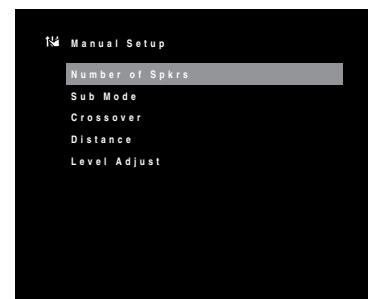 Manual Setup
Number of Spkrs
Sub Mode
Crossover
Distance
Level Adjust